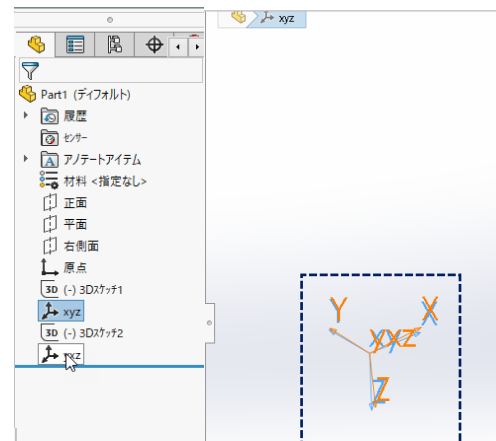 xyz
Part1 (ディフォルト)
履歴
センサー
アノテートアイテム
材料 <指定なし>
正面
平面
右側面
原点
3D (-) 3Dスケッチ1
xyz
3D (-) 3Dスケッチ2
Y
X
Z